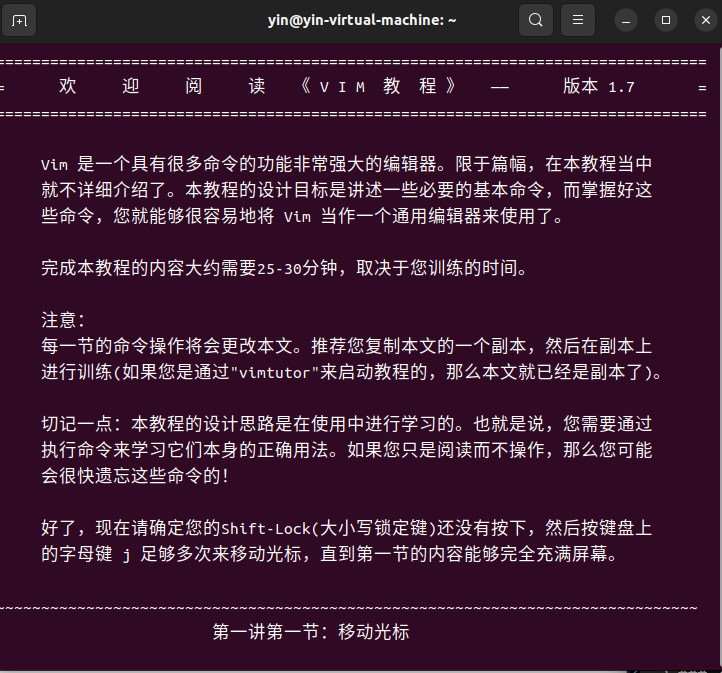 yin@yin-virtual-machine: ~
===============================================================================
=      欢     迎     阅     读   《 V I M  教  程 》   ──      版本 1.7       =
===============================================================================
Vim 是一个具有很多命令的功能非常强大的编辑器。限于篇幅，在本教程当中
就不详细介绍了。本教程的设计目标是讲述一些必要的基本命令，而掌握好这
些命令，您就能够很容易地将 Vim 当作一个通用编辑器来使用了。
完成本教程的内容大约需要25-30分钟，取决于您训练的时间。
注意：
每一节的命令操作将会更改本文。推荐您复制本文的一个副本，然后在副本上
进行训练(如果您是通过"vimtutor"来启动教程的，那么本文就已经是副本了)。
切记一点：本教程的设计思路是在使用中进行学习的。也就是说，您需要通过
执行命令来学习它们本身的正确用法。如果您只是阅读而不操作，那么您可能
会很快遗忘这些命令的！
好了，现在请确定您的Shift-Lock(大小写锁定键)还没有按下，然后按键盘上
的字母键 j 足够多次来移动光标，直到第一节的内容能够完全充满屏幕。
~~~~~~~~~~~~~~~~~~~~~~~~~~~~~~~~~~~~~~~~~~~~~~~~~~~~~~~~~~~~~~~~~~~~~~~~~~~~~~
第一讲第一节：移动光标